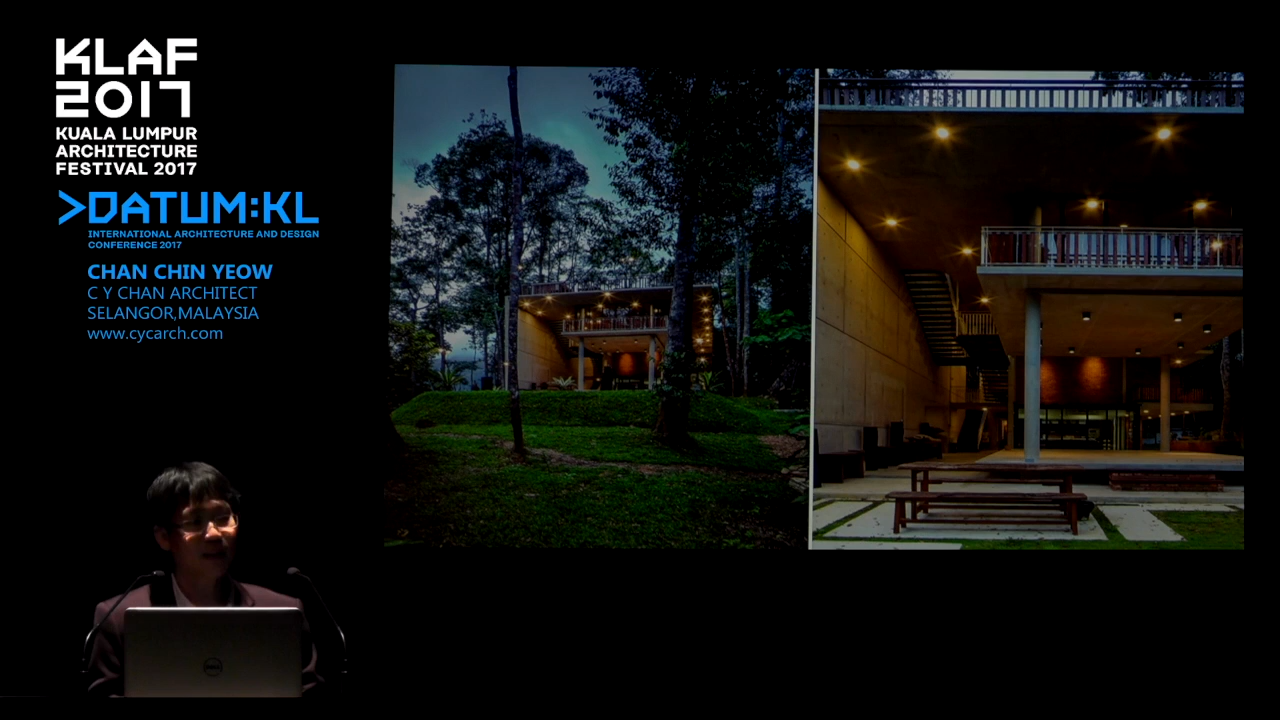 KLAF
2017
KUALA LUMPUR
ARCHITECTURE
FESTIVAL 2017
>DATUM:KL
INTERNATIONAL ARCHITECTURE AND DESIGN
CONFERENCE 2017
CHAN CHIN YEOW
C Y CHAN ARCHITECT
SELANGOR,MALAYSIA
www.cycarch.com
DELL